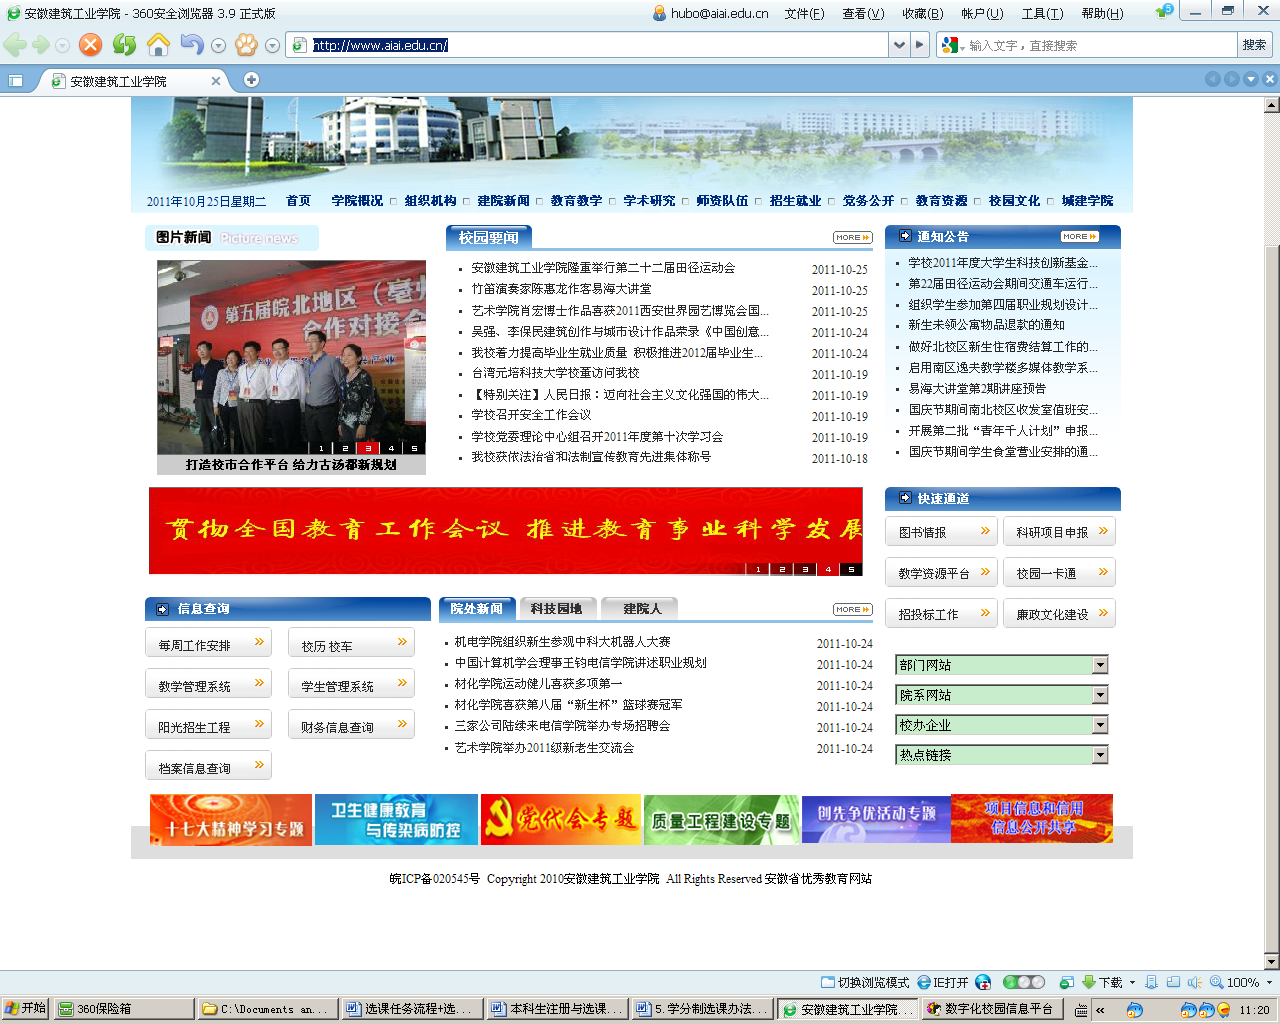 安徽建筑工业学院 - 360安全浏览器 3.9 正式版
hubo@aiai.edu.cn 文件(F) 查看(V) 收藏(B) 帐户(U) 工具(T) 帮助(H) 5
http://www.aiai.edu.cn/
输入文字，直接搜索 搜索
安徽建筑工业学院
2011年10月25日星期二 首页 学院概况 组织机构 建院新闻 教育教学 学术研究 师资队伍 招生就业 党务公开 教育资源 校园文化 城建学院
图片新闻 Picture news
第五届皖北地区（亳
合作对接会
1 2 3 4 5
打造校市合作平台 给力古汤都新规划
校园要闻 MORE
安徽建筑工业学院隆重举行第二十二届田径运动会 2011-10-25
竹笛演奏家陈惠龙作客易海大讲堂 2011-10-25
艺术学院肖宏博士作品喜获2011西安世界园艺博览会国... 2011-10-25
吴强、李保民建筑创作与城市设计作品荣录《中国创意... 2011-10-24
我校着力提高毕业生就业质量 积极推进2012届毕业生... 2011-10-24
台湾元培科技大学校董访问我校 2011-10-19
【特别关注】人民日报：迈向社会主义文化强国的伟大... 2011-10-19
学校召开安全工作会议 2011-10-19
学校党委理论中心组召开2011年度第十次学习会 2011-10-19
我校获依法治省和法制宣传教育先进集体称号 2011-10-18
通知公告 MORE
学校2011年度大学生科技创新基金...
第22届田径运动会期间交通车运行...
组织学生参加第四届职业规划设计...
新生未领公寓物品退款的通知
做好北校区新生住宿费结算工作的...
启用南区逸夫教学楼多媒体教学系...
易海大讲堂第2期讲座预告
国庆节期间南北校区收发室值班安...
开展第二批“青年千人计划”申报...
国庆节期间学生食堂营业安排的通...
贯彻全国教育工作会议 推进教育事业科学发展
1 2 3 4 5
快速通道
图书情报 科研项目申报
教学资源平台 校园一卡通
招投标工作 廉政文化建设
信息查询
每周工作安排 校历 校车
教学管理系统 学生管理系统
阳光招生工程 财务信息查询
档案信息查询
院处新闻 科技园地 建院人 MORE
机电学院组织新生参观中科大机器人大赛 2011-10-24
中国计算机学会理事王钧电信学院讲述职业规划 2011-10-24
材化学院运动健儿喜获多项第一 2011-10-24
材化学院喜获第八届“新生杯”篮球赛冠军 2011-10-24
三家公司陆续来电信学院举办专场招聘会 2011-10-24
艺术学院举办2011级新老生交流会 2011-10-24
部门网站
院系网站
校办企业
热点链接
十七大精神学习专题
卫生健康教育
与传染病防控
党代会专题
质量工程建设专题
创先争优活动专题
项目信息和信用
信息公开共享
皖ICP备020545号 Copyright 2010安徽建筑工业学院 All Rights Reserved 安徽省优秀教育网站
切换浏览模式 IE打开 下载 100%
开始 360保险箱 C:\Documents an... 选课任务流程+选... 本科生注册与选课... 5. 学分制选课办法... 安徽建筑工业学院... 数字化校园信息平台 « 11:20